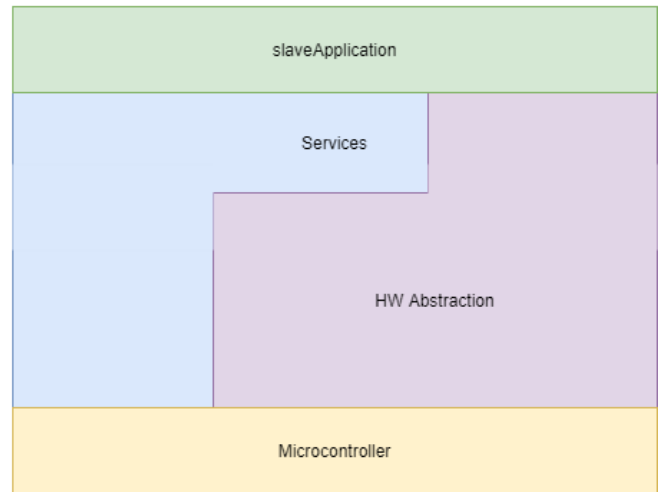 slaveApplication
Services
HW Abstraction
Microcontroller